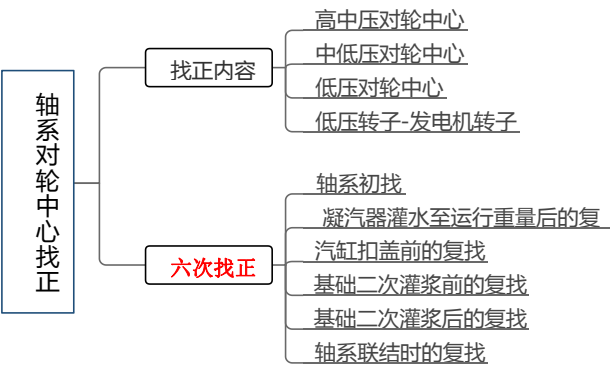 轴系对轮中心找正
找正内容
高中压对轮中心
中低压对轮中心
低压对轮中心
低压转子-发电机转子
六次找正
轴系初找
凝汽器灌水至运行重量后的复
汽缸扣盖前的复找
基础二次灌浆前的复找
基础二次灌浆后的复找
轴系联结时的复找